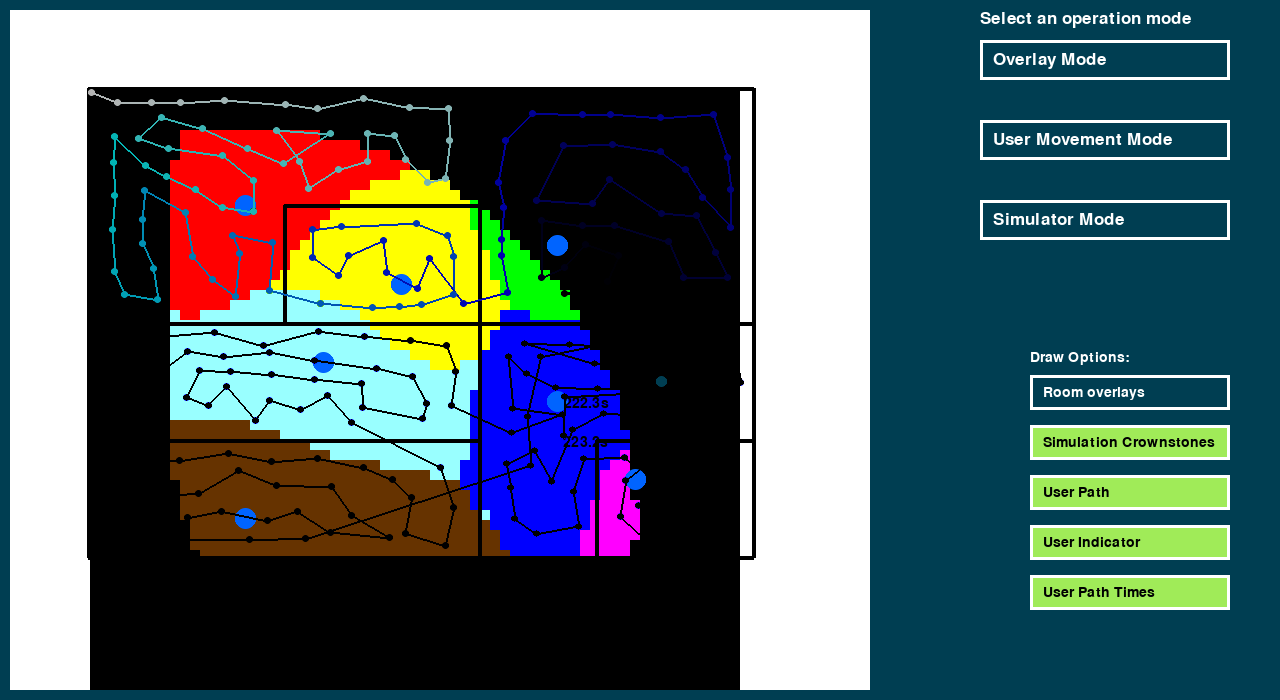 Select an operation mode
Overlay Mode
User Movement Mode
Simulator Mode
Draw Options:
Room overlays
Simulation Crownstones
User Path
User Indicator
User Path Times
222.3s
223.2s